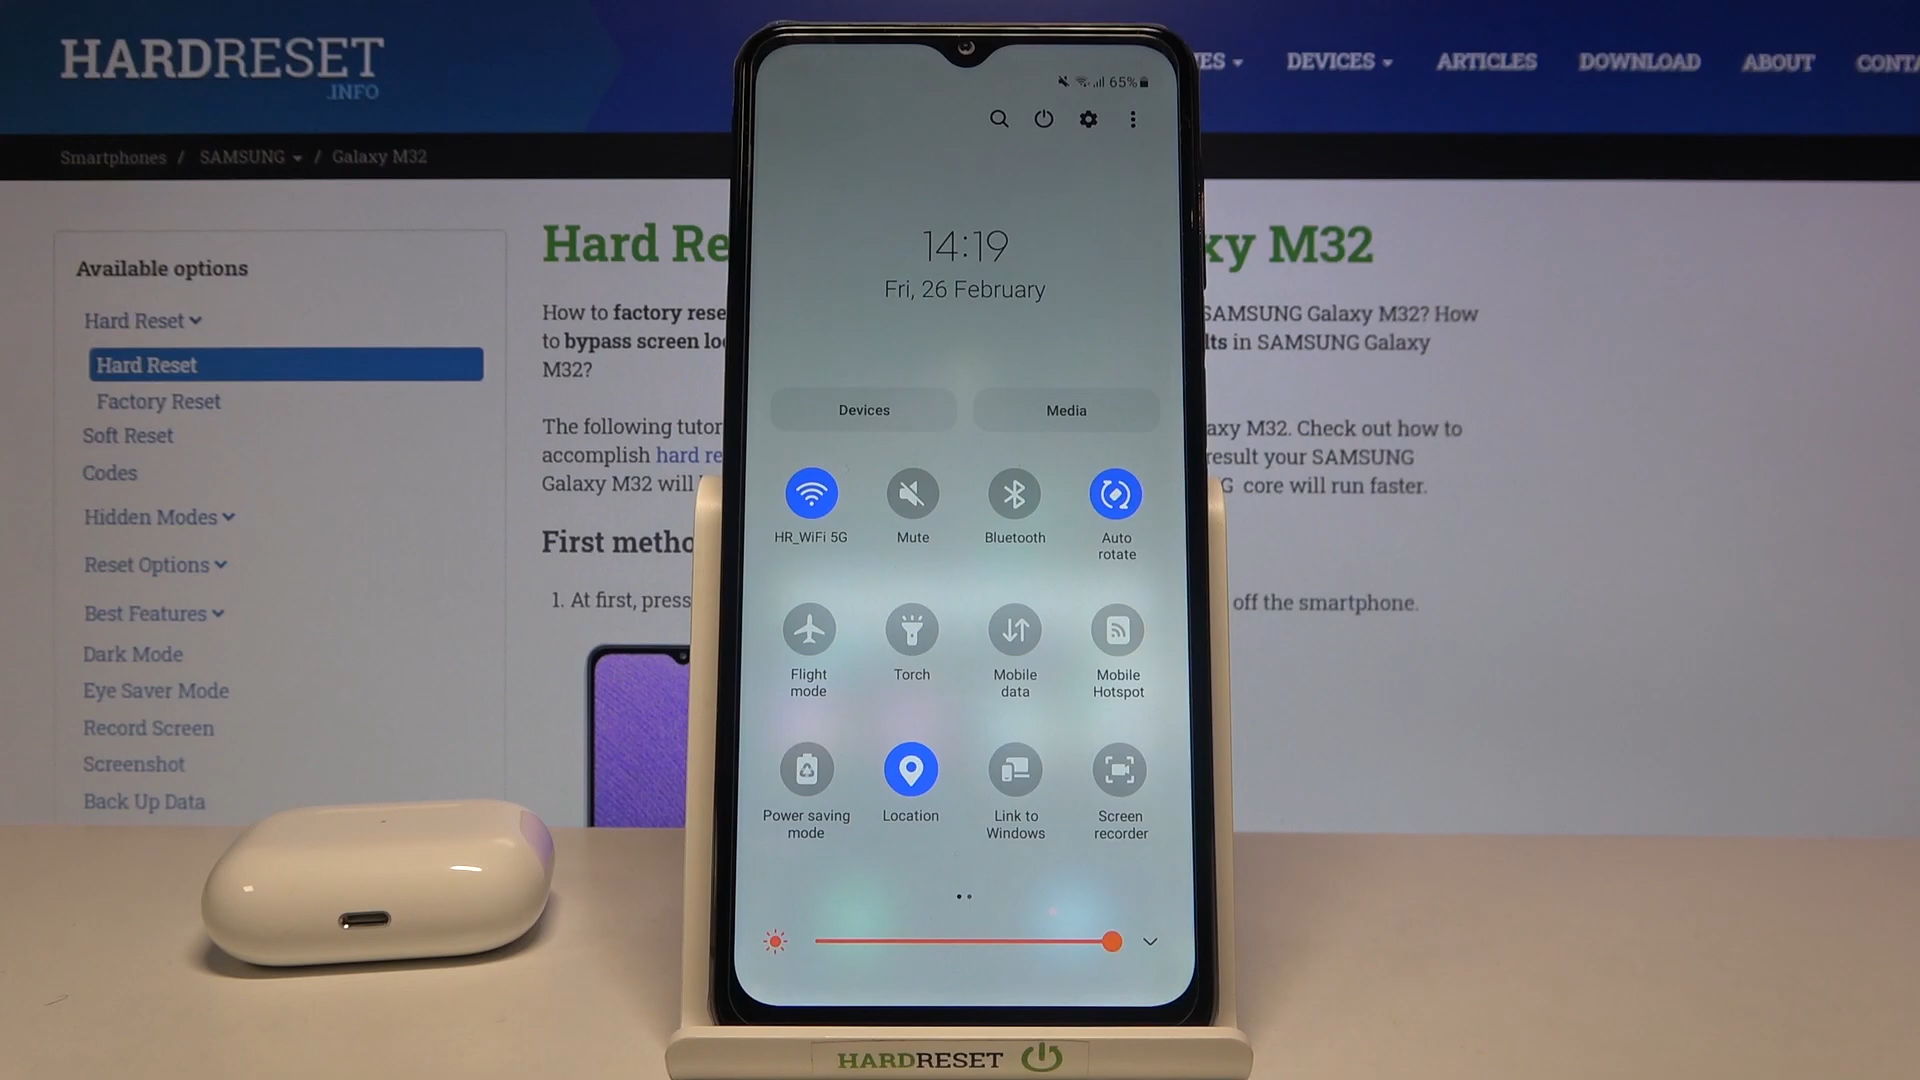 HARDRESET
.INFO
ES
DEVICES
ARTICLES
DOWNLOAD
ABOUT
CONTA
Smartphones / SAMSUNG / Galaxy M32
Available options
Hard Reset
Hard Reset
Factory Reset
Soft Reset
Codes
Hidden Modes
Reset Options
Best Features
Dark Mode
Eye Saver Mode
Record Screen
Screenshot
Back Up Data
Hard Re
xy M32
How to factory rese
SAMSUNG Galaxy M32? How
to bypass screen lo
lts in SAMSUNG Galaxy
M32?
The following tutor
axy M32. Check out how to
accomplish hard re
result your SAMSUNG
Galaxy M32 will
G core will run faster.
First metho
1. At first, press
off the smartphone.
65%
14:19
Fri, 26 February
Devices
Media
HR_WiFi 5G
Mute
Bluetooth
Auto
rotate
Flight
mode
Torch
Mobile
data
Mobile
Hotspot
Power saving
mode
Location
Link to
Windows
Screen
recorder
HARDRESET